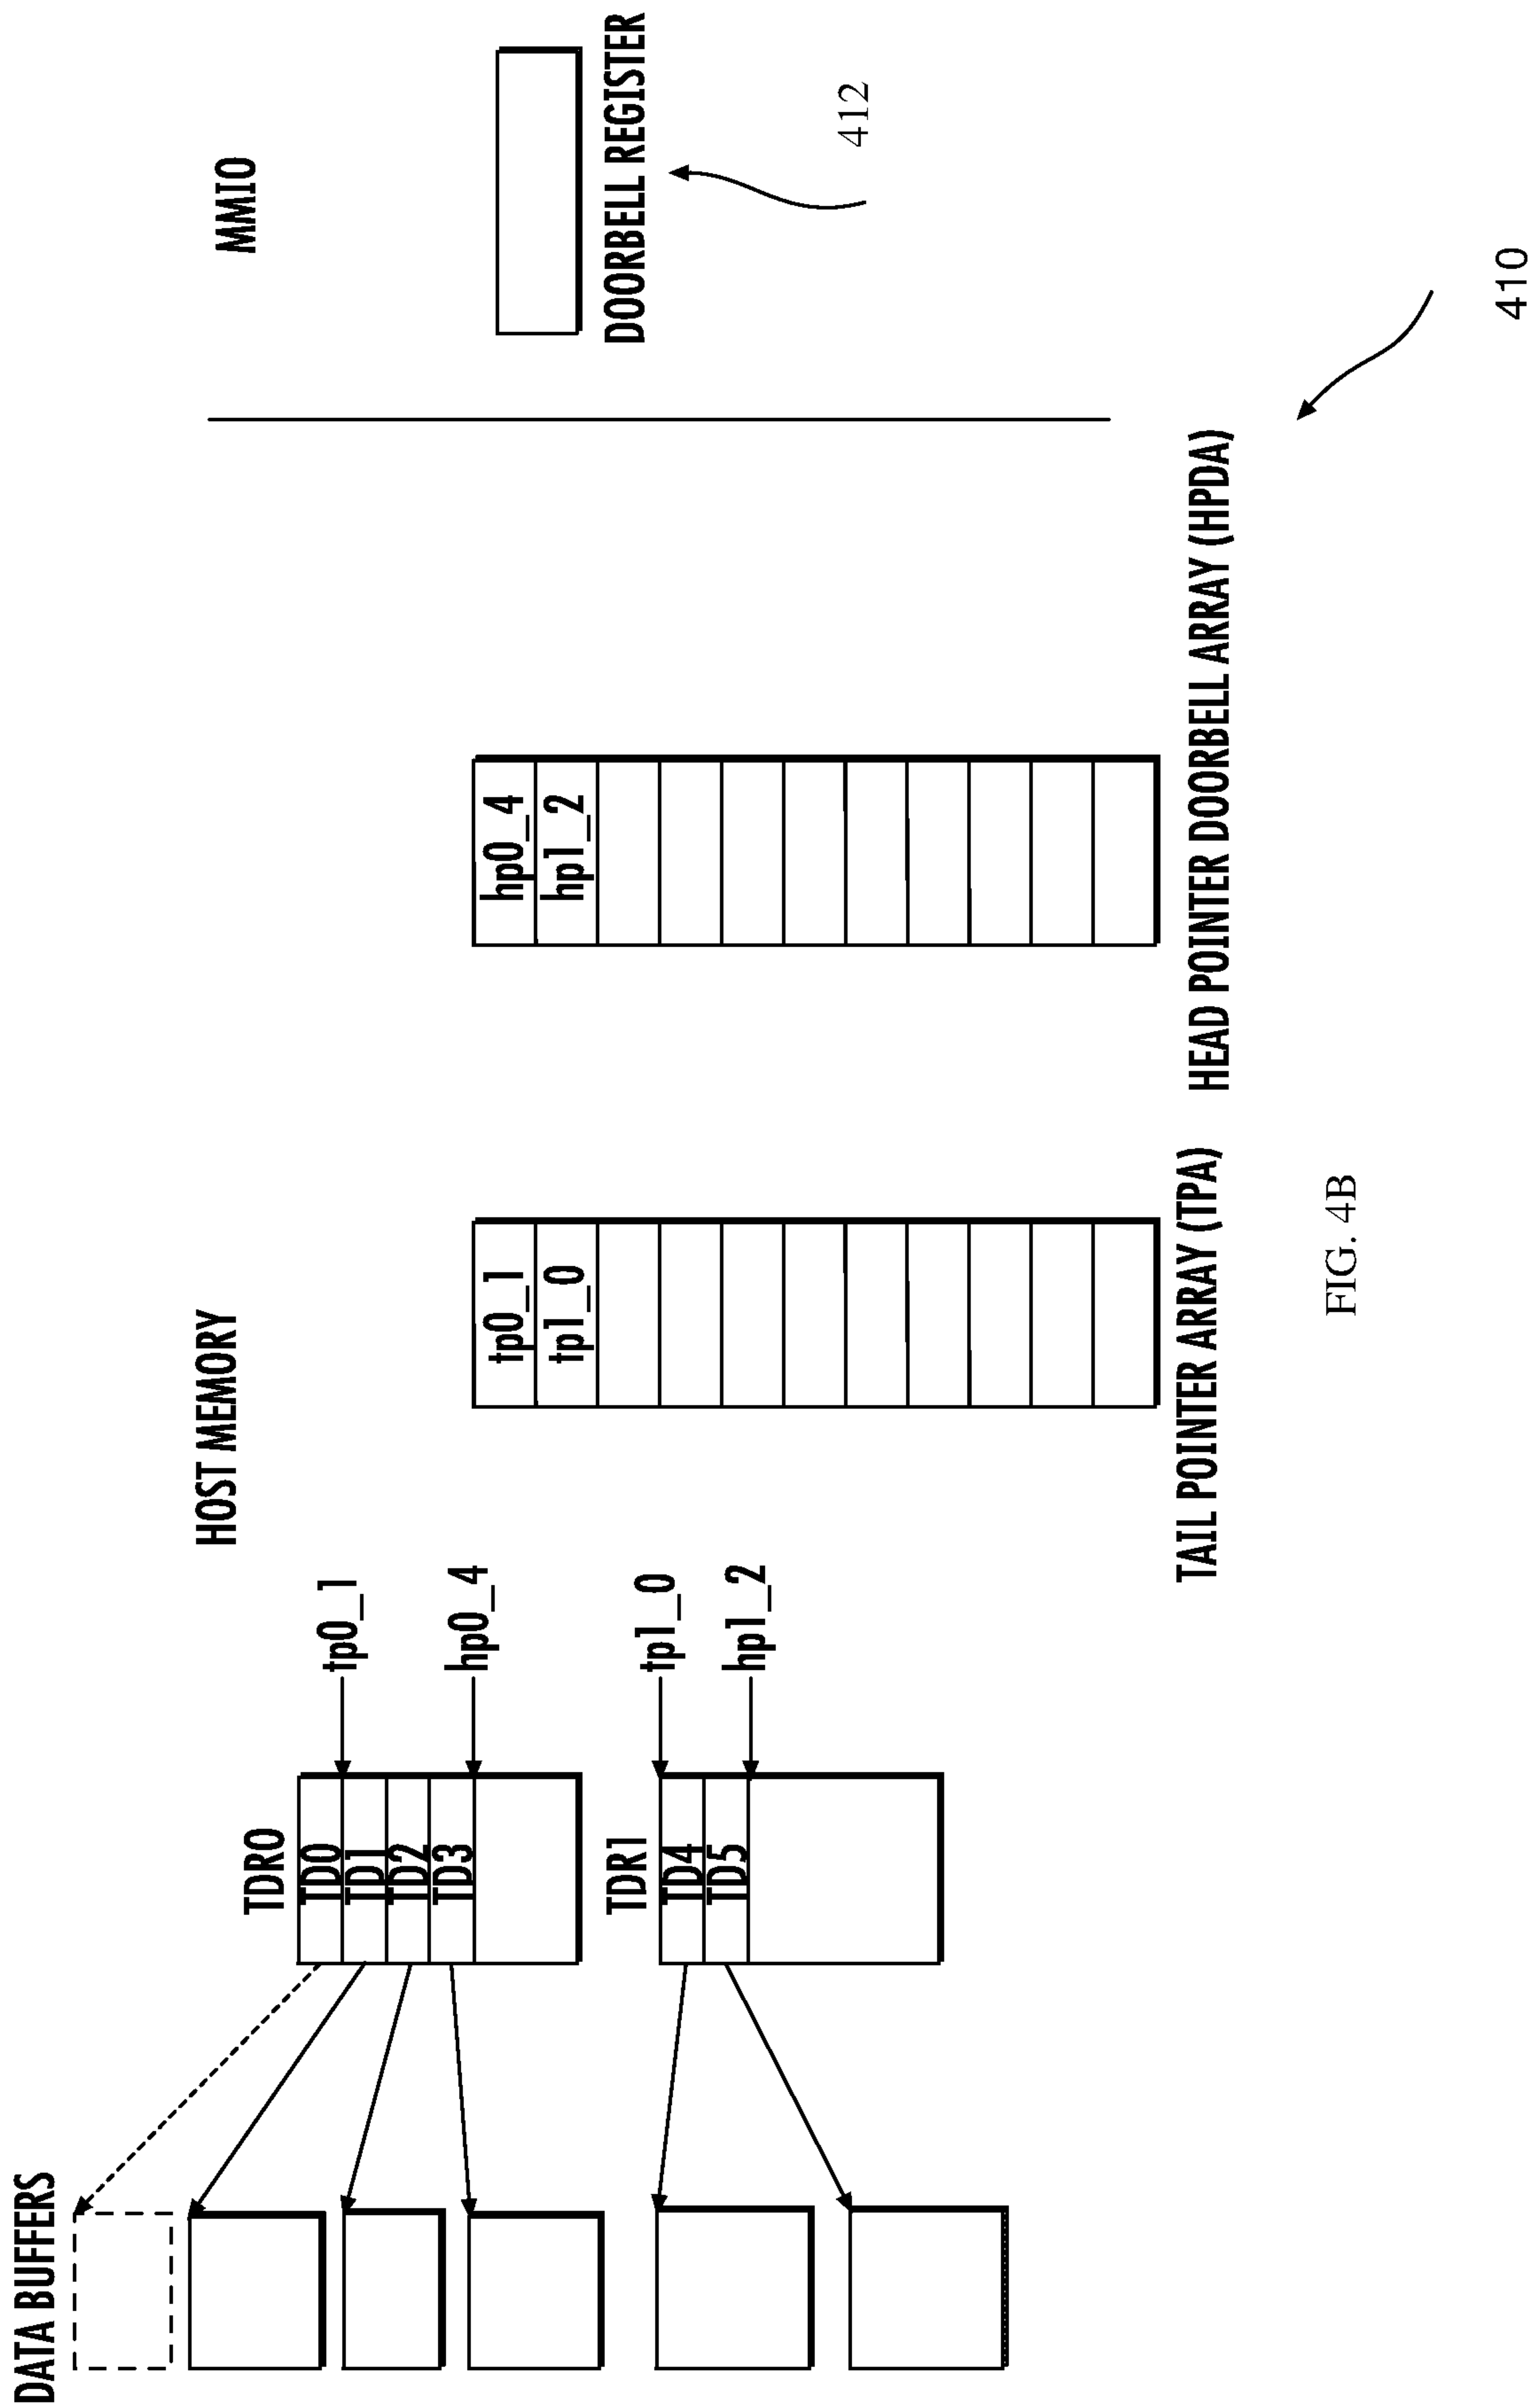 HOST MEMORY
MMIO
DATA BUFFERS
TDR0
TD0
TD1
TD2
TD3
tp0_1
hp0_4
TDR1
TD4
TD5
tp1_0
hp1_2
tp0_1
tp1_0
TAIL POINTER ARRAY (TPA)
hp0_4
hp1_2
HEAD POINTER DOORBELL ARRAY (HPDA)
DOORBELL REGISTER
412
410
FIG. 4B